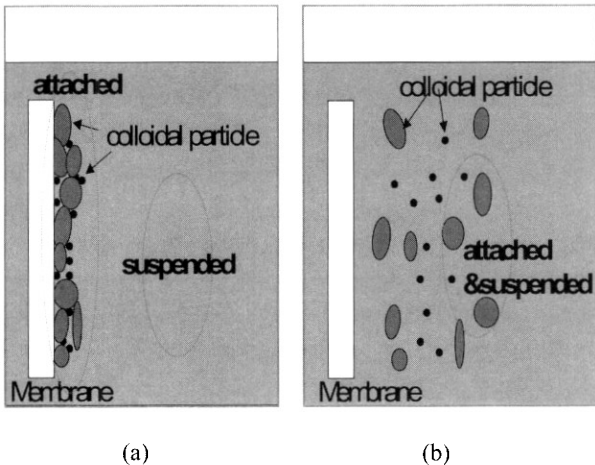 attached
colloidal particle
suspended
Membrane
(a)
colloidal particle
attached
&suspended
Membrane
(b)